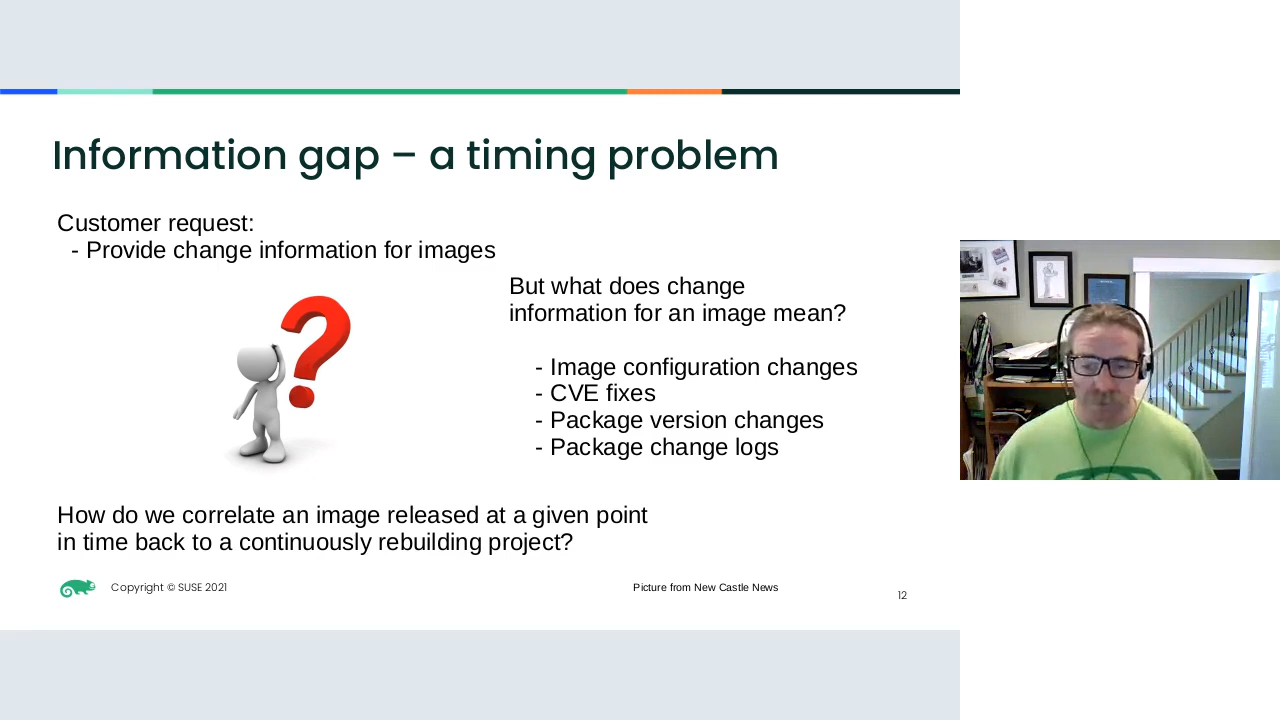 Information gap – a timing problem
Customer request:
- Provide change information for images
But what does change
information for an image mean?
- Image configuration changes
- CVE fixes
- Package version changes
- Package change logs
How do we correlate an image released at a given point
in time back to a continuously rebuilding project?
Copyright © SUSE 2021
Picture from New Castle News
12